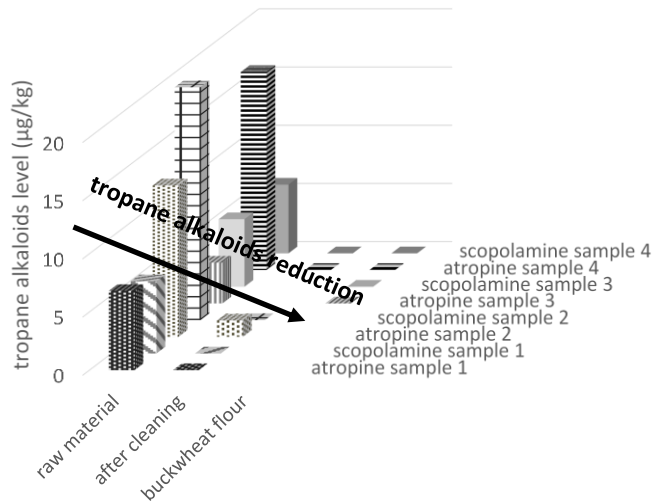 tropane alkaloids level (µg/kg)
20
15
10
5
0
tropane alkaloids reduction
scopolamine sample 4
atropine sample 4
scopolamine sample 3
atropine sample 3
scopolamine sample 2
atropine sample 2
scopolamine sample 1
atropine sample 1
raw material
after cleaning
buckwheat flour